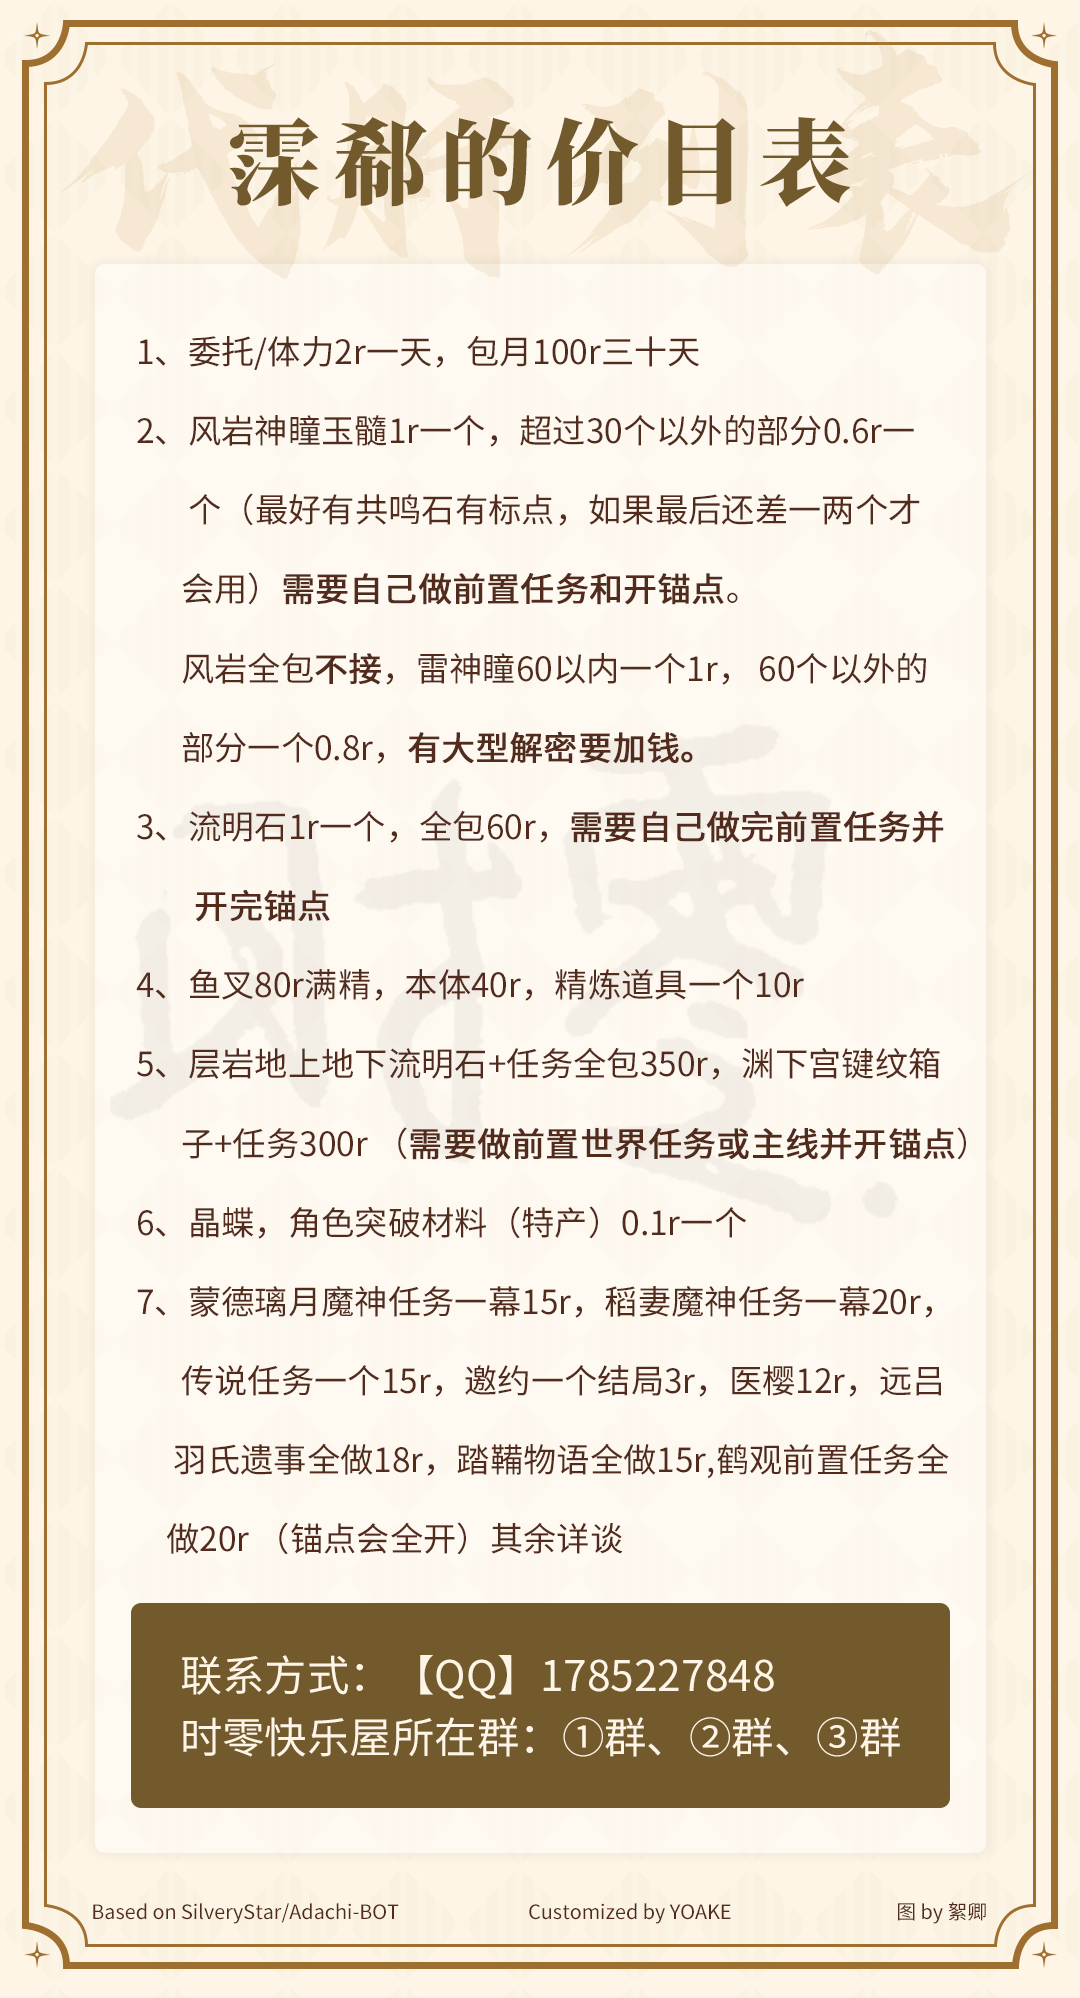 霂郗的价目表
1、委托/体力2r一天，包月100r三十天
2、风岩神瞳玉髓1r一个，超过30个以外的部分0.6r一
个（最好有共鸣石有标点，如果最后还差一两个才
会用）需要自己做前置任务和开锚点。
风岩全包不接，雷神瞳60以内一个1r， 60个以外的
部分一个0.8r，有大型解密要加钱。
3、流明石1r一个，全包60r，需要自己做完前置任务并
开完锚点
4、鱼叉80r满精，本体40r，精炼道具一个10r
5、层岩地上地下流明石+任务全包350r，渊下宫键纹箱
子+任务300r （需要做前置世界任务或主线并开锚点）
6、晶蝶，角色突破材料（特产）0.1r一个
7、蒙德璃月魔神任务一幕15r，稻妻魔神任务一幕20r，
传说任务一个15r，邀约一个结局3r，医樱12r，远吕
羽氏遗事全做18r，踏鞴物语全做15r,鹤观前置任务全
做20r （锚点会全开）其余详谈
联系方式：【QQ】1785227848
时零快乐屋所在群：①群、②群、③群
Based on SilveryStar/Adachi-BOT
Customized by YOAKE
图 by 絮卿